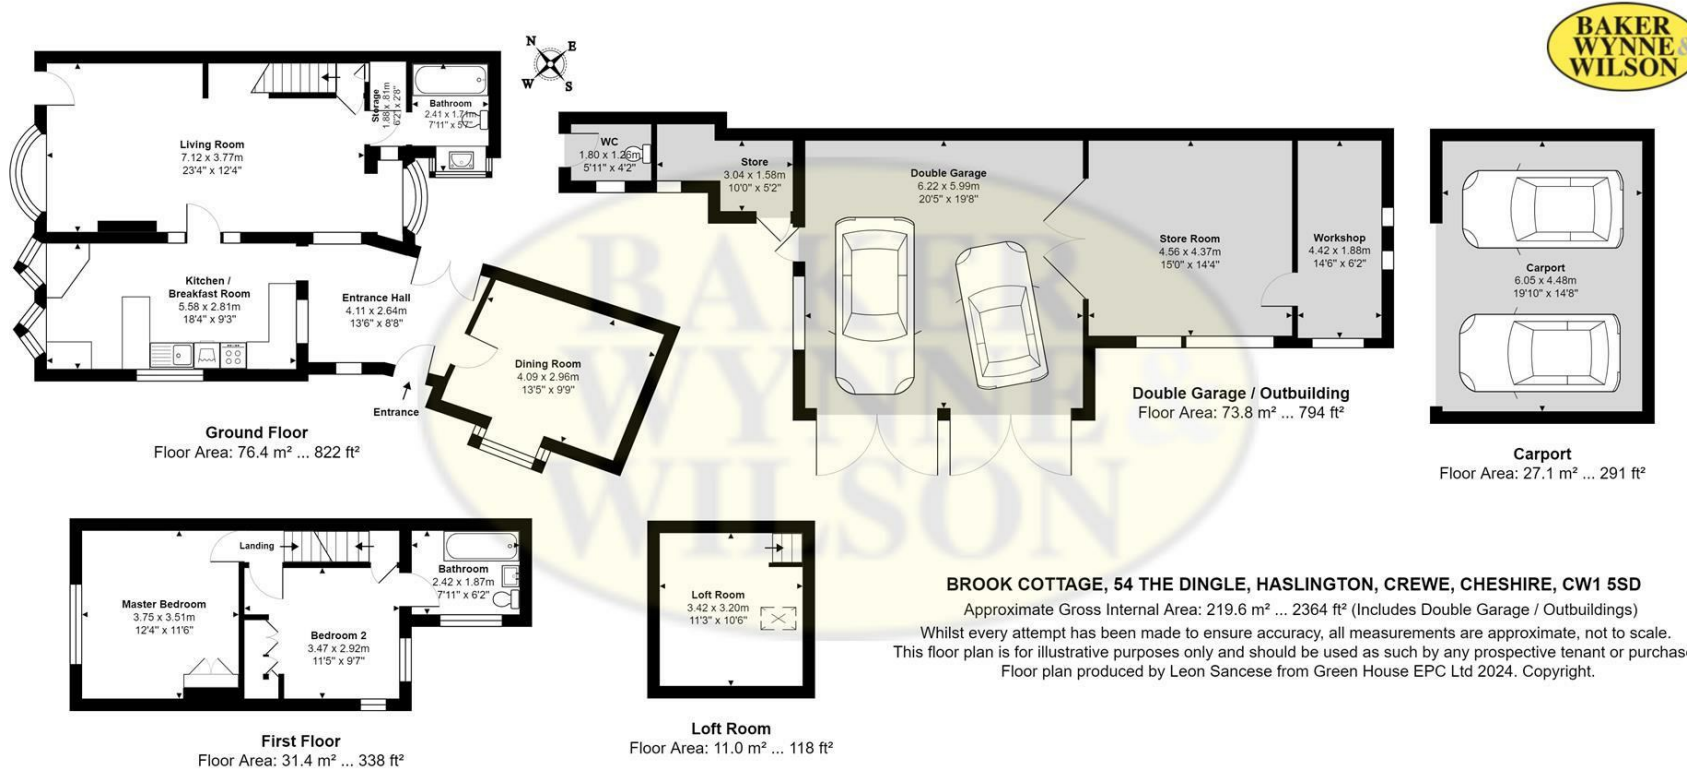 BAKER
WYNNE &
WILSON
N
E
W
S
Living Room
7.12 x 3.77m
23'4" x 12'4"
Storage
1.88 x .81m
6'2" x 2'8"
Bathroom
2.41 x 1.71m
7'11" x 5'7"
Kitchen /
Breakfast Room
5.58 x 2.81m
18'4" x 9'3"
Entrance Hall
4.11 x 2.64m
13'6" x 8'8"
Dining Room
4.09 x 2.96m
13'5" x 9'9"
Entrance
Ground Floor
Floor Area: 76.4 m² ... 822 ft²
WC
1.80 x 1.26m
5'11" x 4'2"
Store
3.04 x 1.58m
10'0" x 5'2"
Double Garage
6.22 x 5.99m
20'5" x 19'8"
Store Room
4.56 x 4.37m
15'0" x 14'4"
Workshop
4.42 x 1.88m
14'6" x 6'2"
Double Garage / Outbuilding
Floor Area: 73.8 m² ... 794 ft²
Carport
6.05 x 4.48m
19'10" x 14'8"
Carport
Floor Area: 27.1 m² ... 291 ft²
BAKER
WYNNE &
WILSON
Landing
Master Bedroom
3.75 x 3.51m
12'4" x 11'6"
Bedroom 2
3.47 x 2.92m
11'5" x 9'7"
Bathroom
2.42 x 1.87m
7'11" x 6'2"
First Floor
Floor Area: 31.4 m² ... 338 ft²
Loft Room
3.42 x 3.20m
11'3" x 10'6"
Loft Room
Floor Area: 11.0 m² ... 118 ft²
BROOK COTTAGE, 54 THE DINGLE, HASLINGTON, CREWE, CHESHIRE, CW1 5SD
Approximate Gross Internal Area: 219.6 m² ... 2364 ft² (Includes Double Garage / Outbuildings)
Whilst every attempt has been made to ensure accuracy, all measurements are approximate, not to scale.
This floor plan is for illustrative purposes only and should be used as such by any prospective tenant or purchas
Floor plan produced by Leon Sancese from Green House EPC Ltd 2024. Copyright.